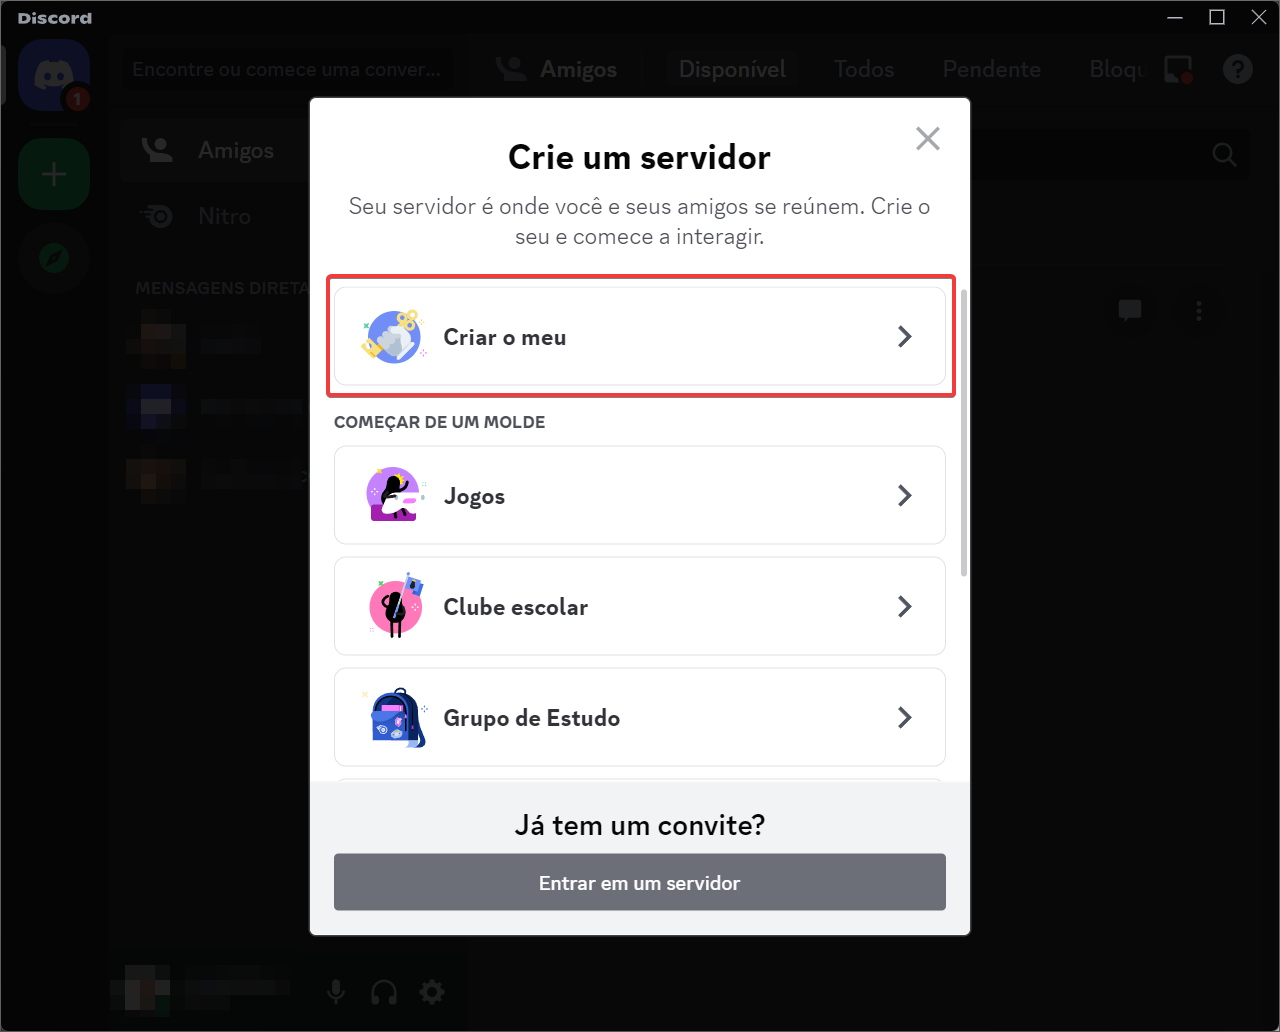 Discord
1
Encontre ou comece uma conver...
Amigos
Disponível
Todos
Pendente
Bloqu
Amigos
Nitro
MENSAGENS DIRETA
Crie um servidor
Seu servidor é onde você e seus amigos se reúnem. Crie o
seu e comece a interagir.
Criar o meu
COMEÇAR DE UM MOLDE
Jogos
Clube escolar
Grupo de Estudo
Já tem um convite?
Entrar em um servidor